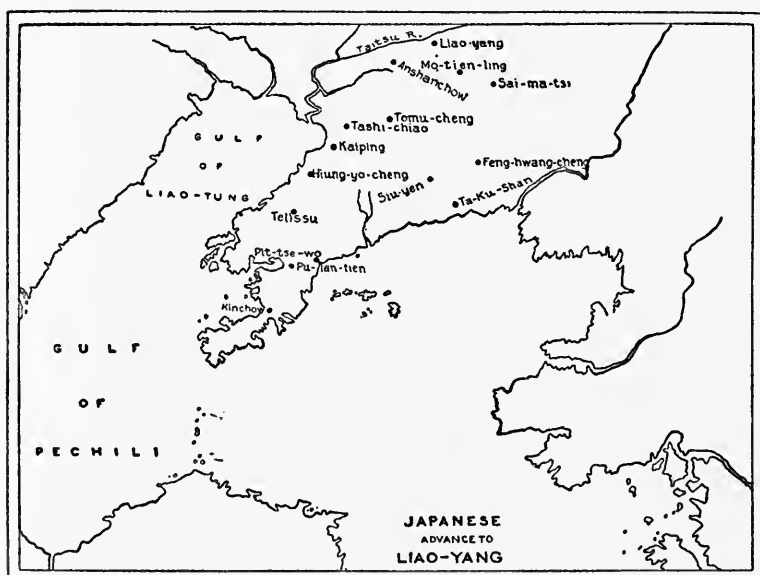 Taitsu R.
Liao-yang
Anshanchow
Mo-tien-ling
Sai-ma-tsi
Tomu-cheng
Tashi-chiao
Kaiping
Feng-hwang-cheng
Hiung-yo-cheng
Siu-yen
Ta-Ku-Shan
Telissu
Pit-tse-wo
Pu-lan-tien
Kinchow
GULF
OF
LIAO-TUNG
GULF
OF
PECHILI
JAPANESE
ADVANCE TO
LIAO-YANG